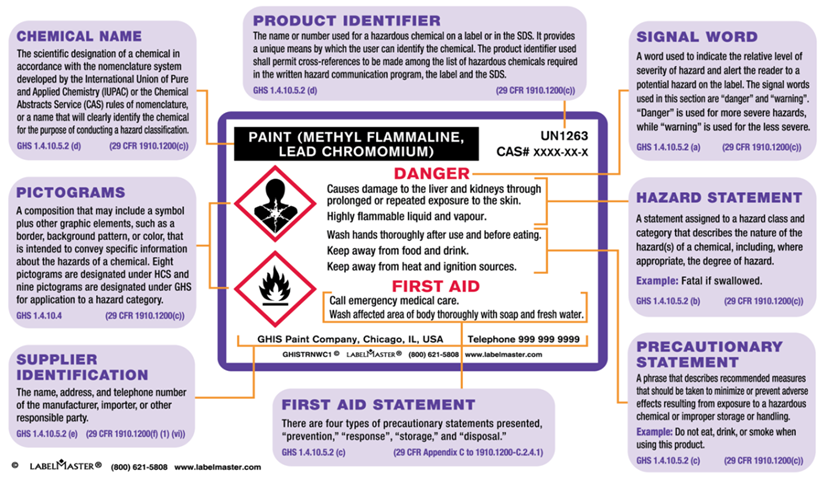 CHEMICAL NAME
The scientific designation of a chemical in
accordance with the nomenclature system
developed by the International Union of Pure
and Applied Chemistry (IUPAC) or the Chemical
Abstracts Service (CAS) rules of nomenclature,
or a name that will clearly identify the chemical
for the purpose of conducting a hazard classification.
GHS 1.4.10.5.2 (d) (29 CFR 1910.1200(c))
PRODUCT IDENTIFIER
The name or number used for a hazardous chemical on a label or in the SDS. It provides
a unique means by which the user can identify the chemical. The product identifier used
shall permit cross-references to be made among the list of hazardous chemicals required
in the written hazard communication program, the label and the SDS.
GHS 1.4.10.5.2 (d) (29 CFR 1910.1200(c))
SIGNAL WORD
A word used to indicate the relative level of
severity of hazard and alert the reader to a
potential hazard on the label. The signal words
used in this section are “danger” and “warning”.
“Danger” is used for more severe hazards,
while “warning” is used for the less severe.
GHS 1.4.10.5.2 (a) (29 CFR 1910.1200(c))
PICTOGRAMS
A composition that may include a symbol
plus other graphic elements, such as a
border, background pattern, or color, that
is intended to convey specific information
about the hazards of a chemical. Eight
pictograms are designated under HCS and
nine pictograms are designated under GHS
for application to a hazard category.
GHS 1.4.10.4 (29 CFR 1910.1200(c))
PAINT (METHYL FLAMMALINE,
LEAD CHROMOMIUM)
UN1263
CAS# XXXX-XX-X
DANGER
Causes damage to the liver and kidneys through
prolonged or repeated exposure to the skin.
Highly flammable liquid and vapour.
Wash hands thoroughly after use and before eating.
Keep away from food and drink.
Keep away from heat and ignition sources.
FIRST AID
Call emergency medical care.
Wash affected area of body thoroughly with soap and fresh water.
GHIS Paint Company, Chicago, IL, USA Telephone 999 999 9999
GHISTRNWC1 © LABELMASTER® (800) 621-5808 www.labelmaster.com
HAZARD STATEMENT
A statement assigned to a hazard class and
category that describes the nature of the
hazard(s) of a chemical, including, where
appropriate, the degree of hazard.
Example: Fatal if swallowed.
GHS 1.4.10.5.2 (b) (29 CFR 1910.1200(c))
SUPPLIER
IDENTIFICATION
The name, address, and telephone number
of the manufacturer, importer, or other
responsible party.
GHS 1.4.10.5.2 (e) (29 CFR 1910.1200(f) (1) (vi))
FIRST AID STATEMENT
There are four types of precautionary statements presented,
“prevention,” “response”, “storage,” and “disposal.”
GHS 1.4.10.5.2 (c) (29 CFR Appendix C to 1910.1200-C.2.4.1)
PRECAUTIONARY
STATEMENT
A phrase that describes recommended measures
that should be taken to minimize or prevent adverse
effects resulting from exposure to a hazardous
chemical or improper storage or handling.
Example: Do not eat, drink, or smoke when
using this product.
GHS 1.4.10.5.2 (c) (29 CFR 1910.1200(c))
© LABELMASTER® (800) 621-5808 www.labelmaster.com